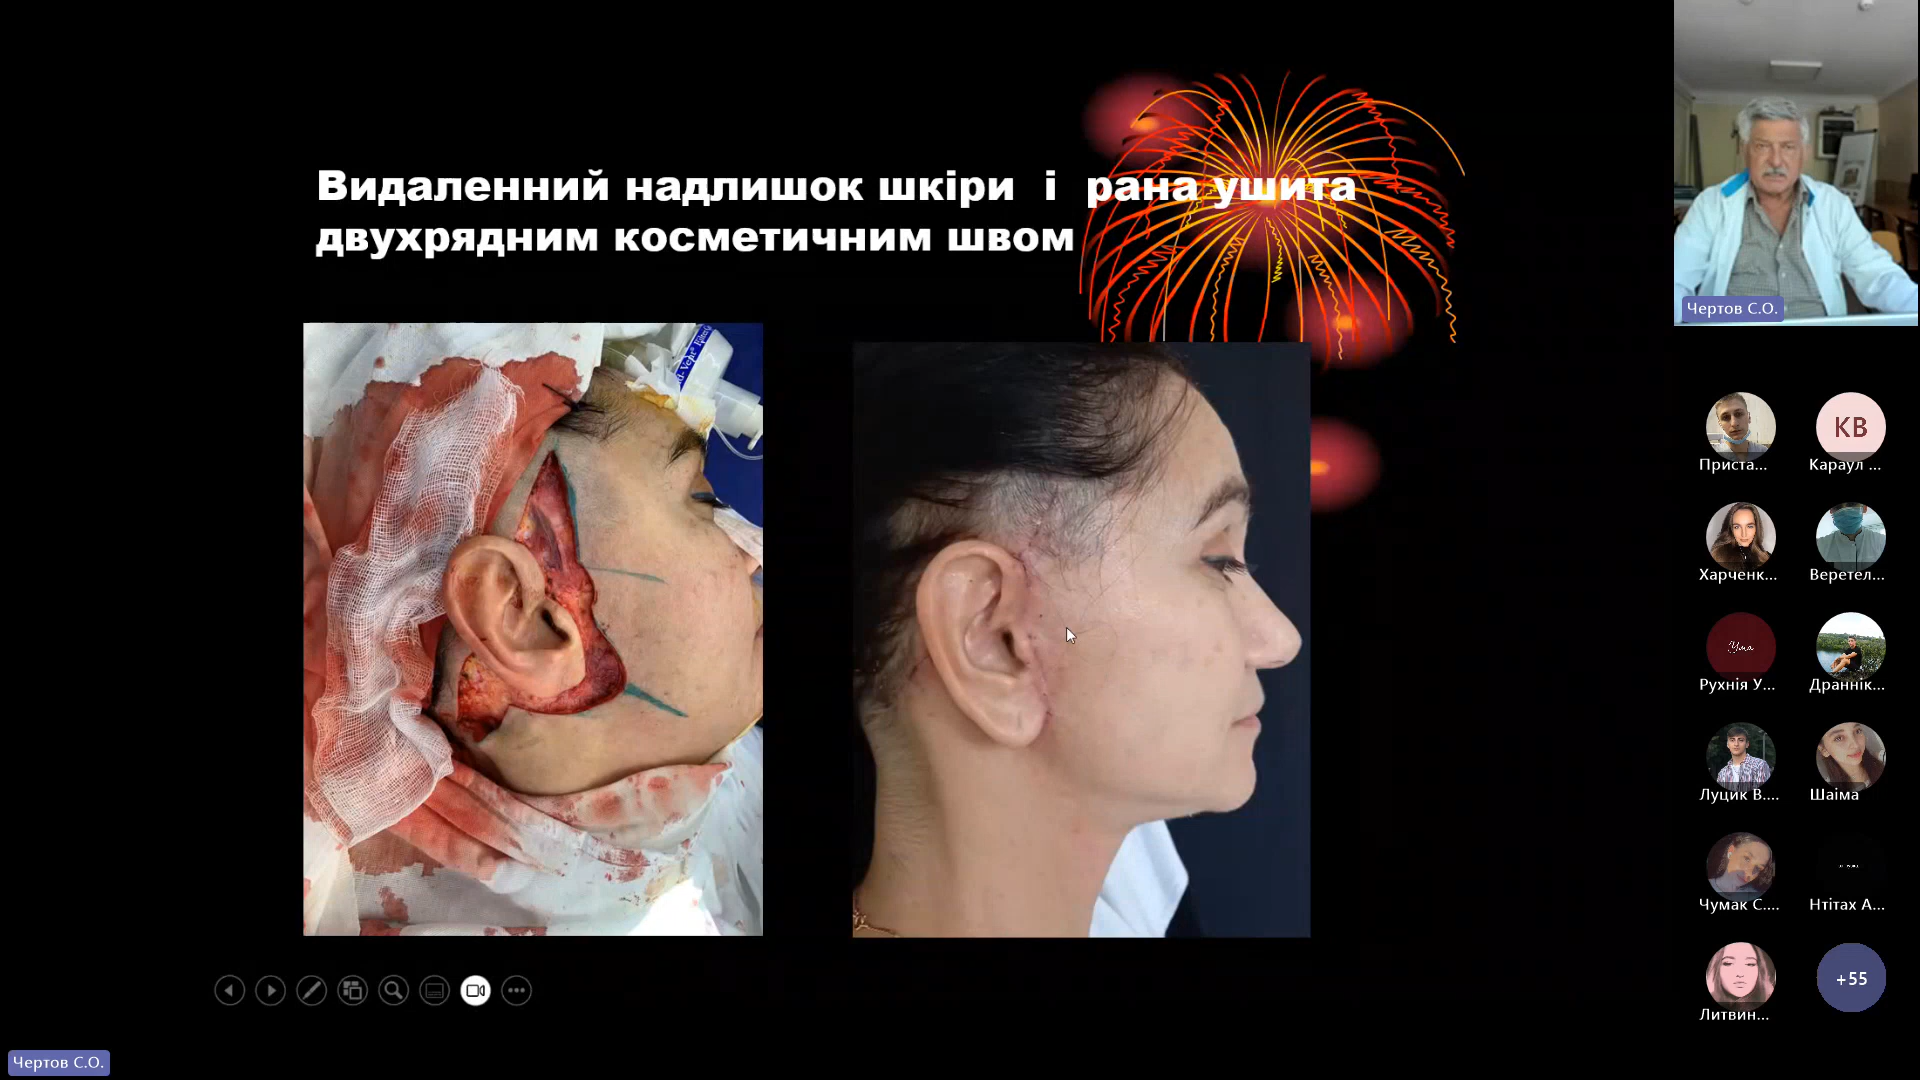 Видаленний надлишок шкіри і рана ушита
двухрядним косметичним швом
Чертов С.О.
Приста...
КВ
Караул ...
Харченк...
Веретел...
Рухнія У...
Драннік...
Луцик В....
Шаіма
Чумак С....
Нтітах А...
Литвин...
+55
Чертов С.О.